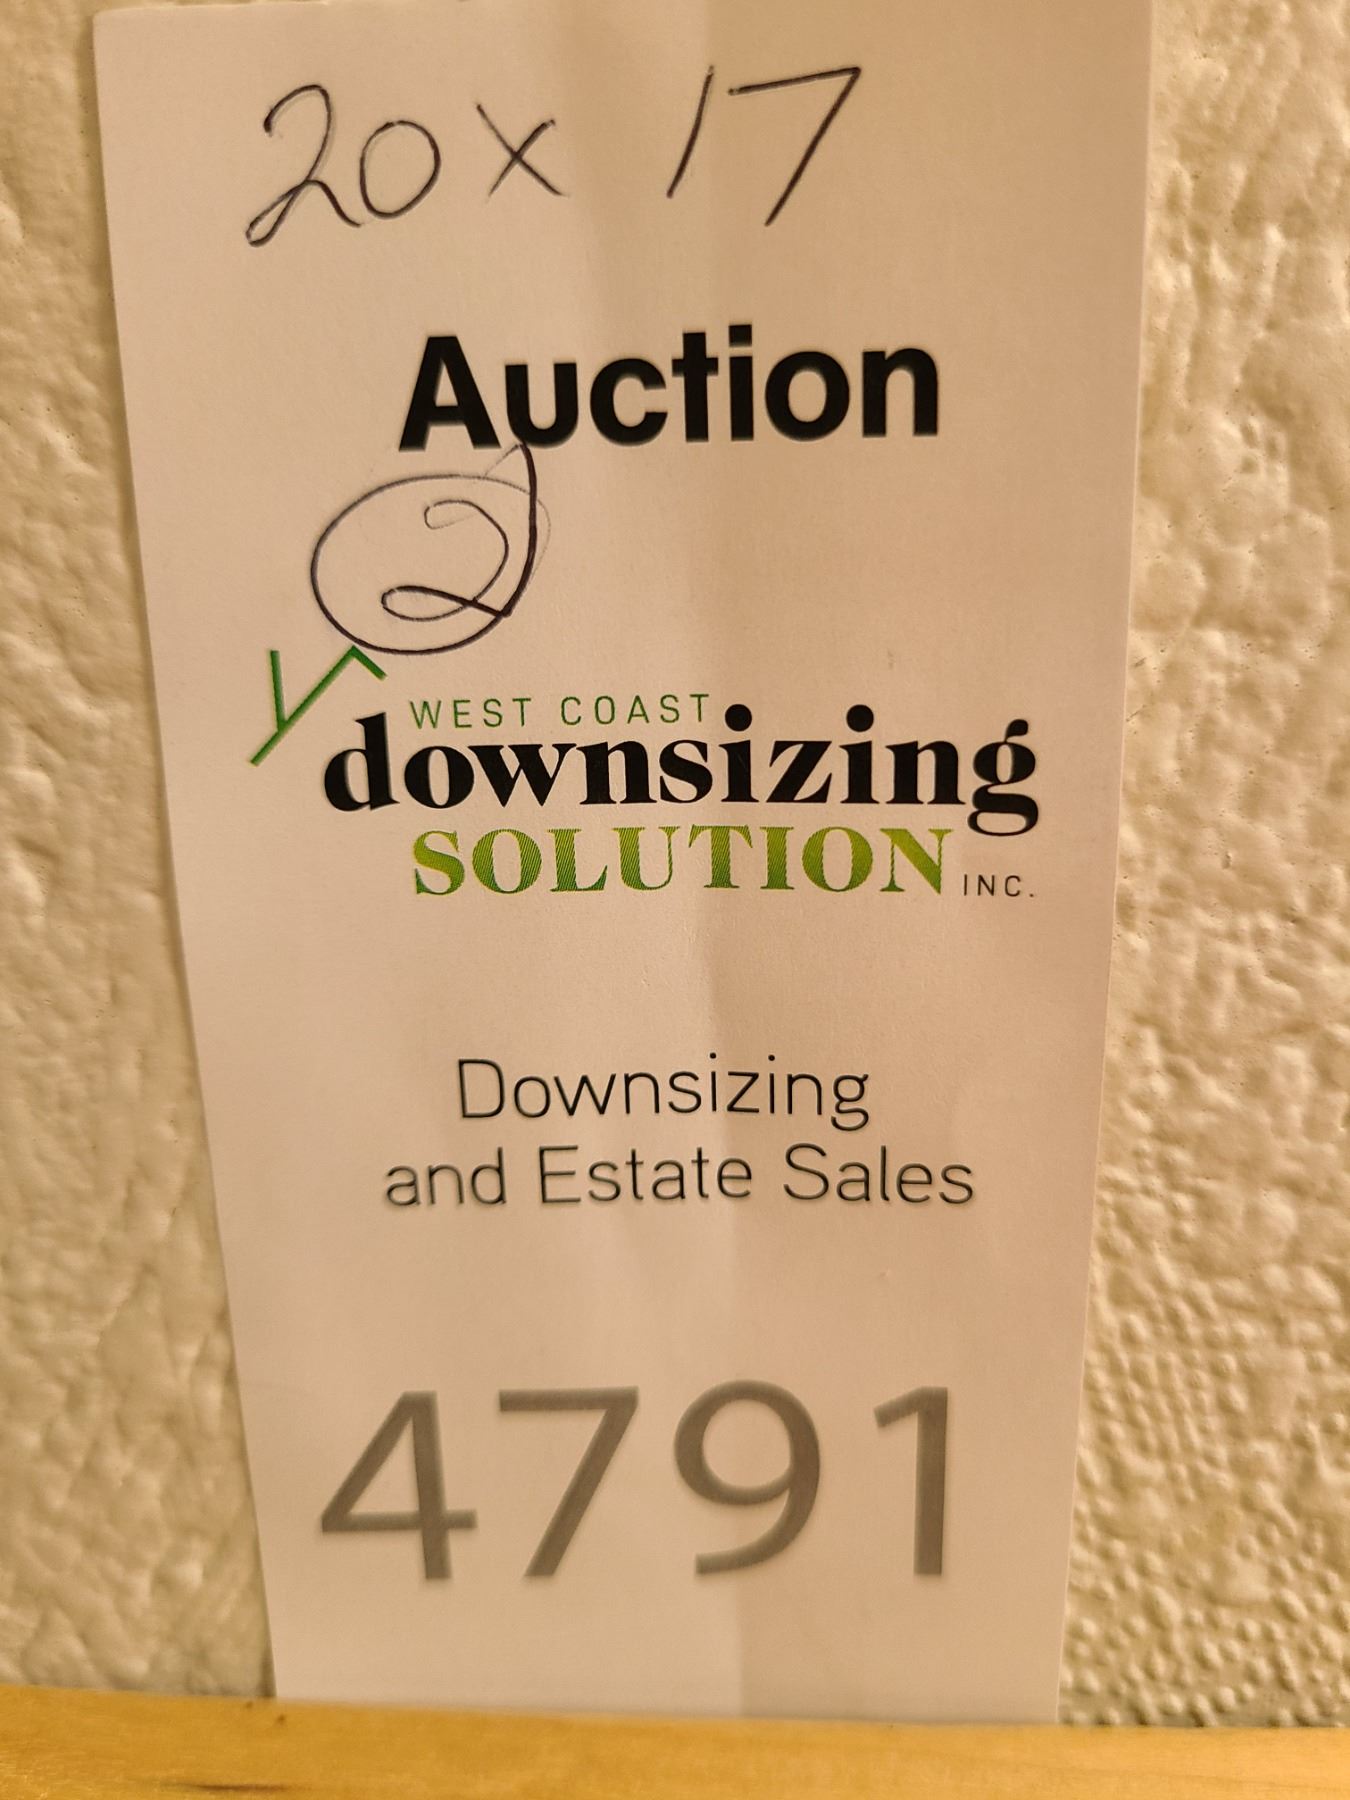 20 x 17
Auction
2
WEST COAST
downsizing
SOLUTION INC.
Downsizing
and Estate Sales
4791